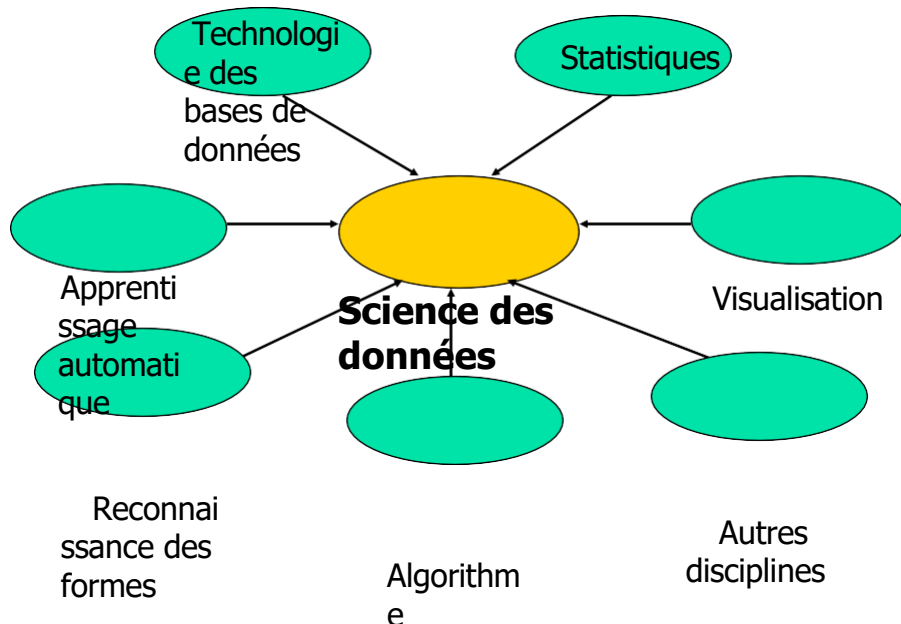 Technologi
e des
bases de
données
Statistiques
Apprenti
ssage
automati
que
Science des
données
Visualisation
Reconnai
ssance des
formes
Algorithm
e
Autres
disciplines